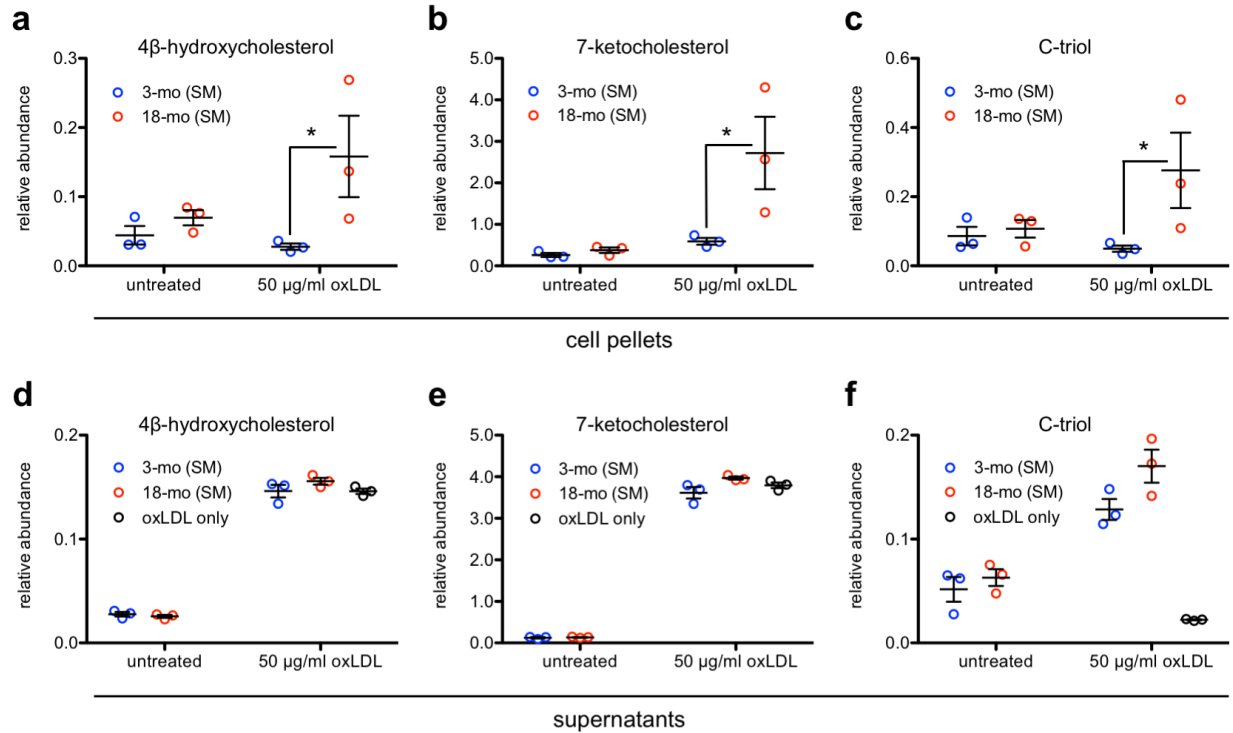 a
4β-hydroxycholesterol
relative abundance
0.3
0.2
0.1
0.0
3-mo (SM)
18-mo (SM)
*
untreated
50 µg/ml oxLDL
b
7-ketocholesterol
relative abundance
5.0
4.0
3.0
2.0
1.0
0.0
3-mo (SM)
18-mo (SM)
*
untreated
50 µg/ml oxLDL
c
C-triol
relative abundance
0.6
0.4
0.2
0.0
3-mo (SM)
18-mo (SM)
*
untreated
50 µg/ml oxLDL
cell pellets
d
4β-hydroxycholesterol
relative abundance
0.2
0.1
0.0
3-mo (SM)
18-mo (SM)
oxLDL only
untreated
50 µg/ml oxLDL
e
7-ketocholesterol
relative abundance
5.0
4.0
3.0
2.0
1.0
0.0
3-mo (SM)
18-mo (SM)
oxLDL only
untreated
50 µg/ml oxLDL
f
C-triol
relative abundance
0.2
0.1
0.0
3-mo (SM)
18-mo (SM)
oxLDL only
untreated
50 µg/ml oxLDL
supernatants